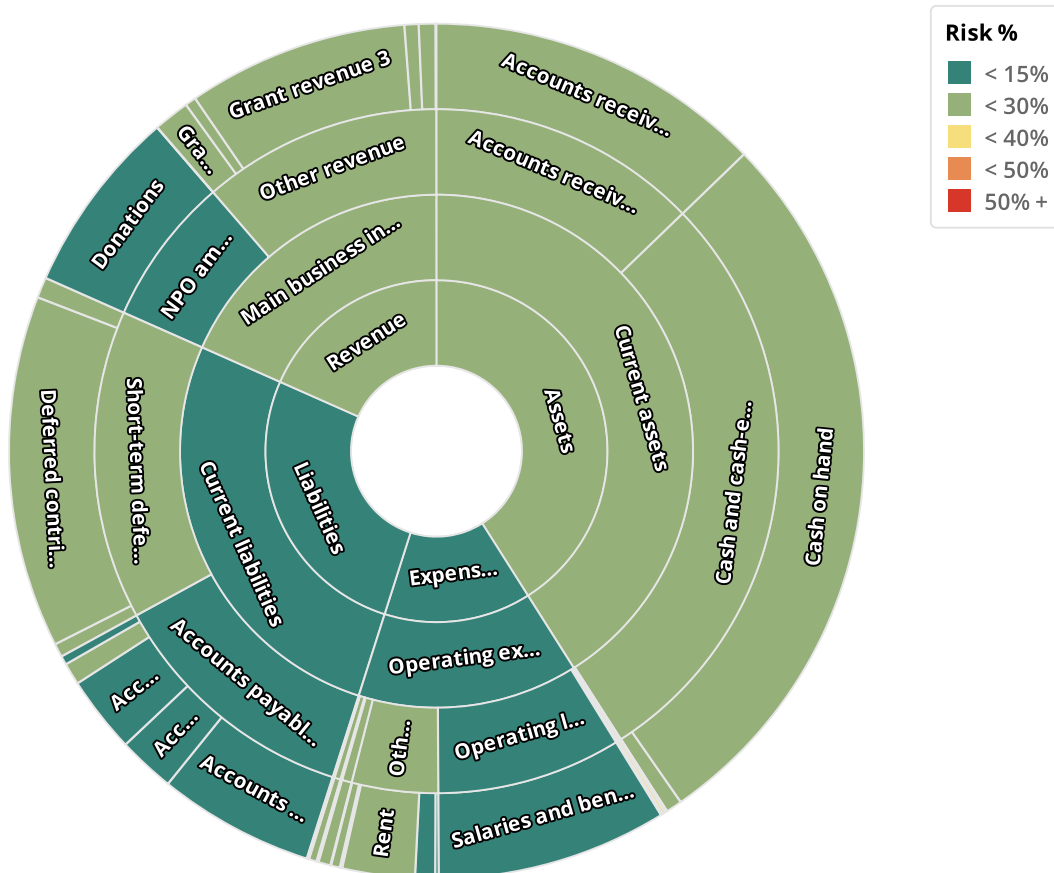 Risk %
< 15%
< 30%
< 40%
< 50%
50% +
Grant revenue 3
Accounts receiv...
Gra...
Other revenue
Accounts receiv...
Donations
NPO am...
Main business in...
Revenue
Assets
Current assets
Cash and cash-e...
Cash on hand
Deferred contri...
Short-term defe...
Current liabilities
Liabilities
Expens...
Operating ex...
Accounts payabl...
Acc...
Acc...
Accounts ...
Oth...
Operating l...
Rent
Salaries and ben...